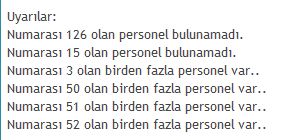 Uyarılar:
Numarası 126 olan personel bulunamadı.
Numarası 15 olan personel bulunamadı.
Numarası 3 olan birden fazla personel var..
Numarası 50 olan birden fazla personel var..
Numarası 51 olan birden fazla personel var..
Numarası 52 olan birden fazla personel var..